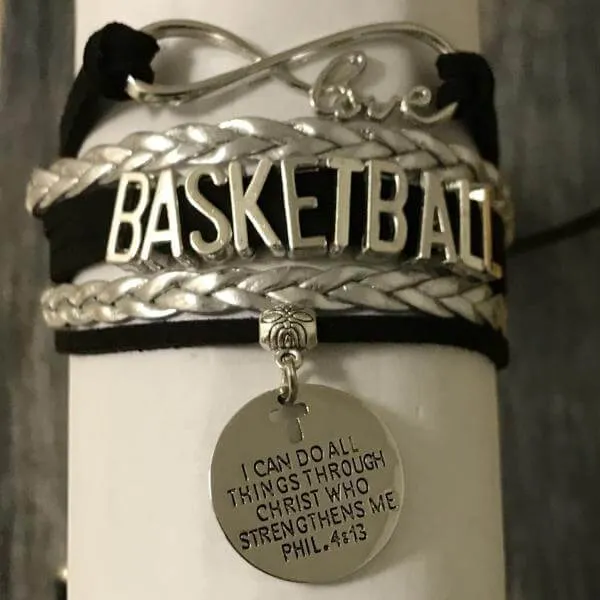 love
BASKETBALL
I CAN DO ALL
THINGS THROUGH
CHRIST WHO
STRENGTHENS ME
PHIL. 4:13